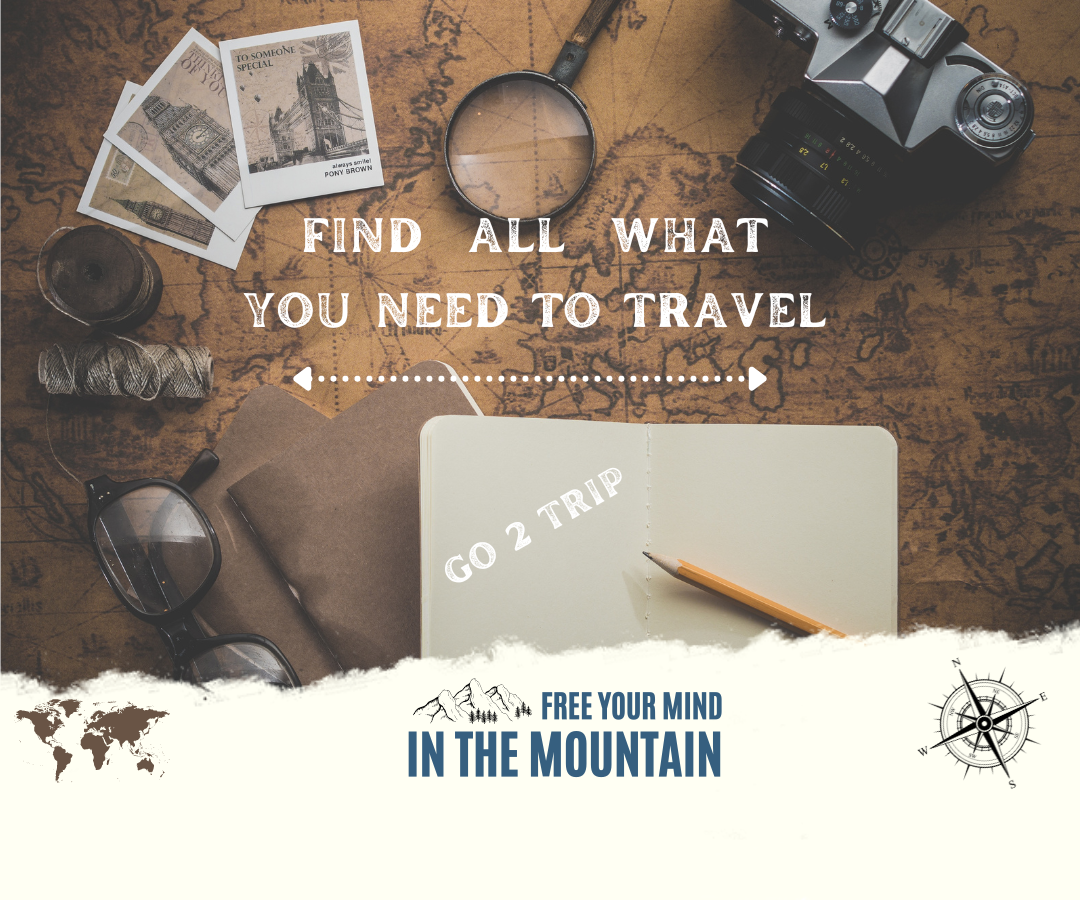 TO SOMEONE
SPECIAL
always smile!
PONY BROWN
FIND ALL WHAT
YOU NEED TO TRAVEL
GO 2 TRIP
FREE YOUR MIND
IN THE MOUNTAIN
N
E
W
S